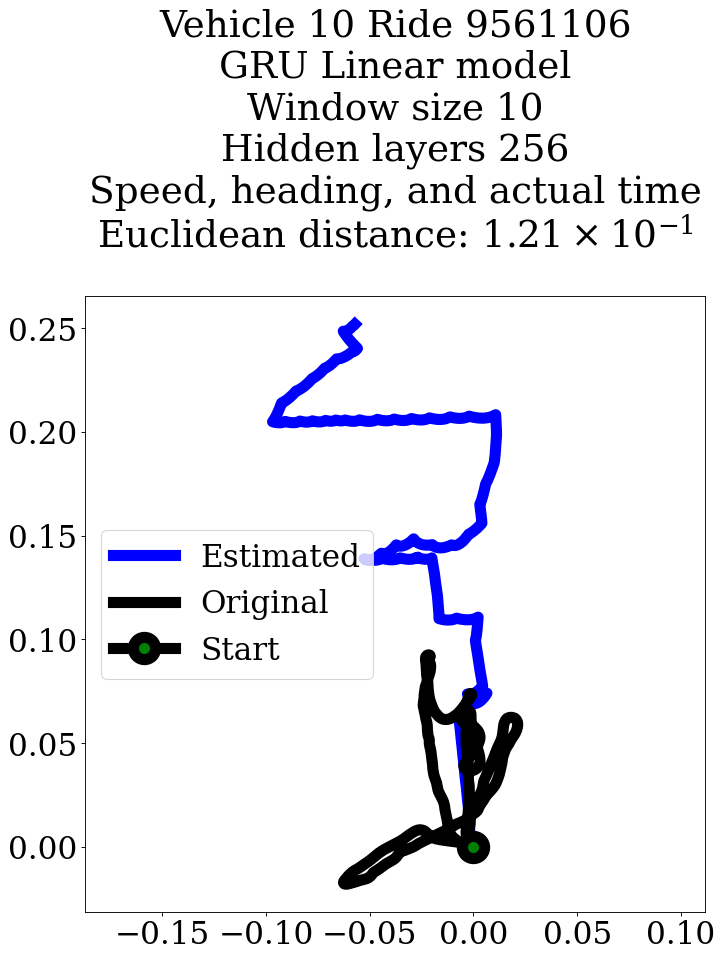 Vehicle 10 Ride 9561106
GRU Linear model
Window size 10
Hidden layers 256
Speed, heading, and actual time
Euclidean distance: 1.21 × 10⁻¹
0.25
0.20
0.15
0.10
0.05
0.00
Estimated
Original
Start
−0.15 −0.10 −0.05 0.00 0.05 0.10